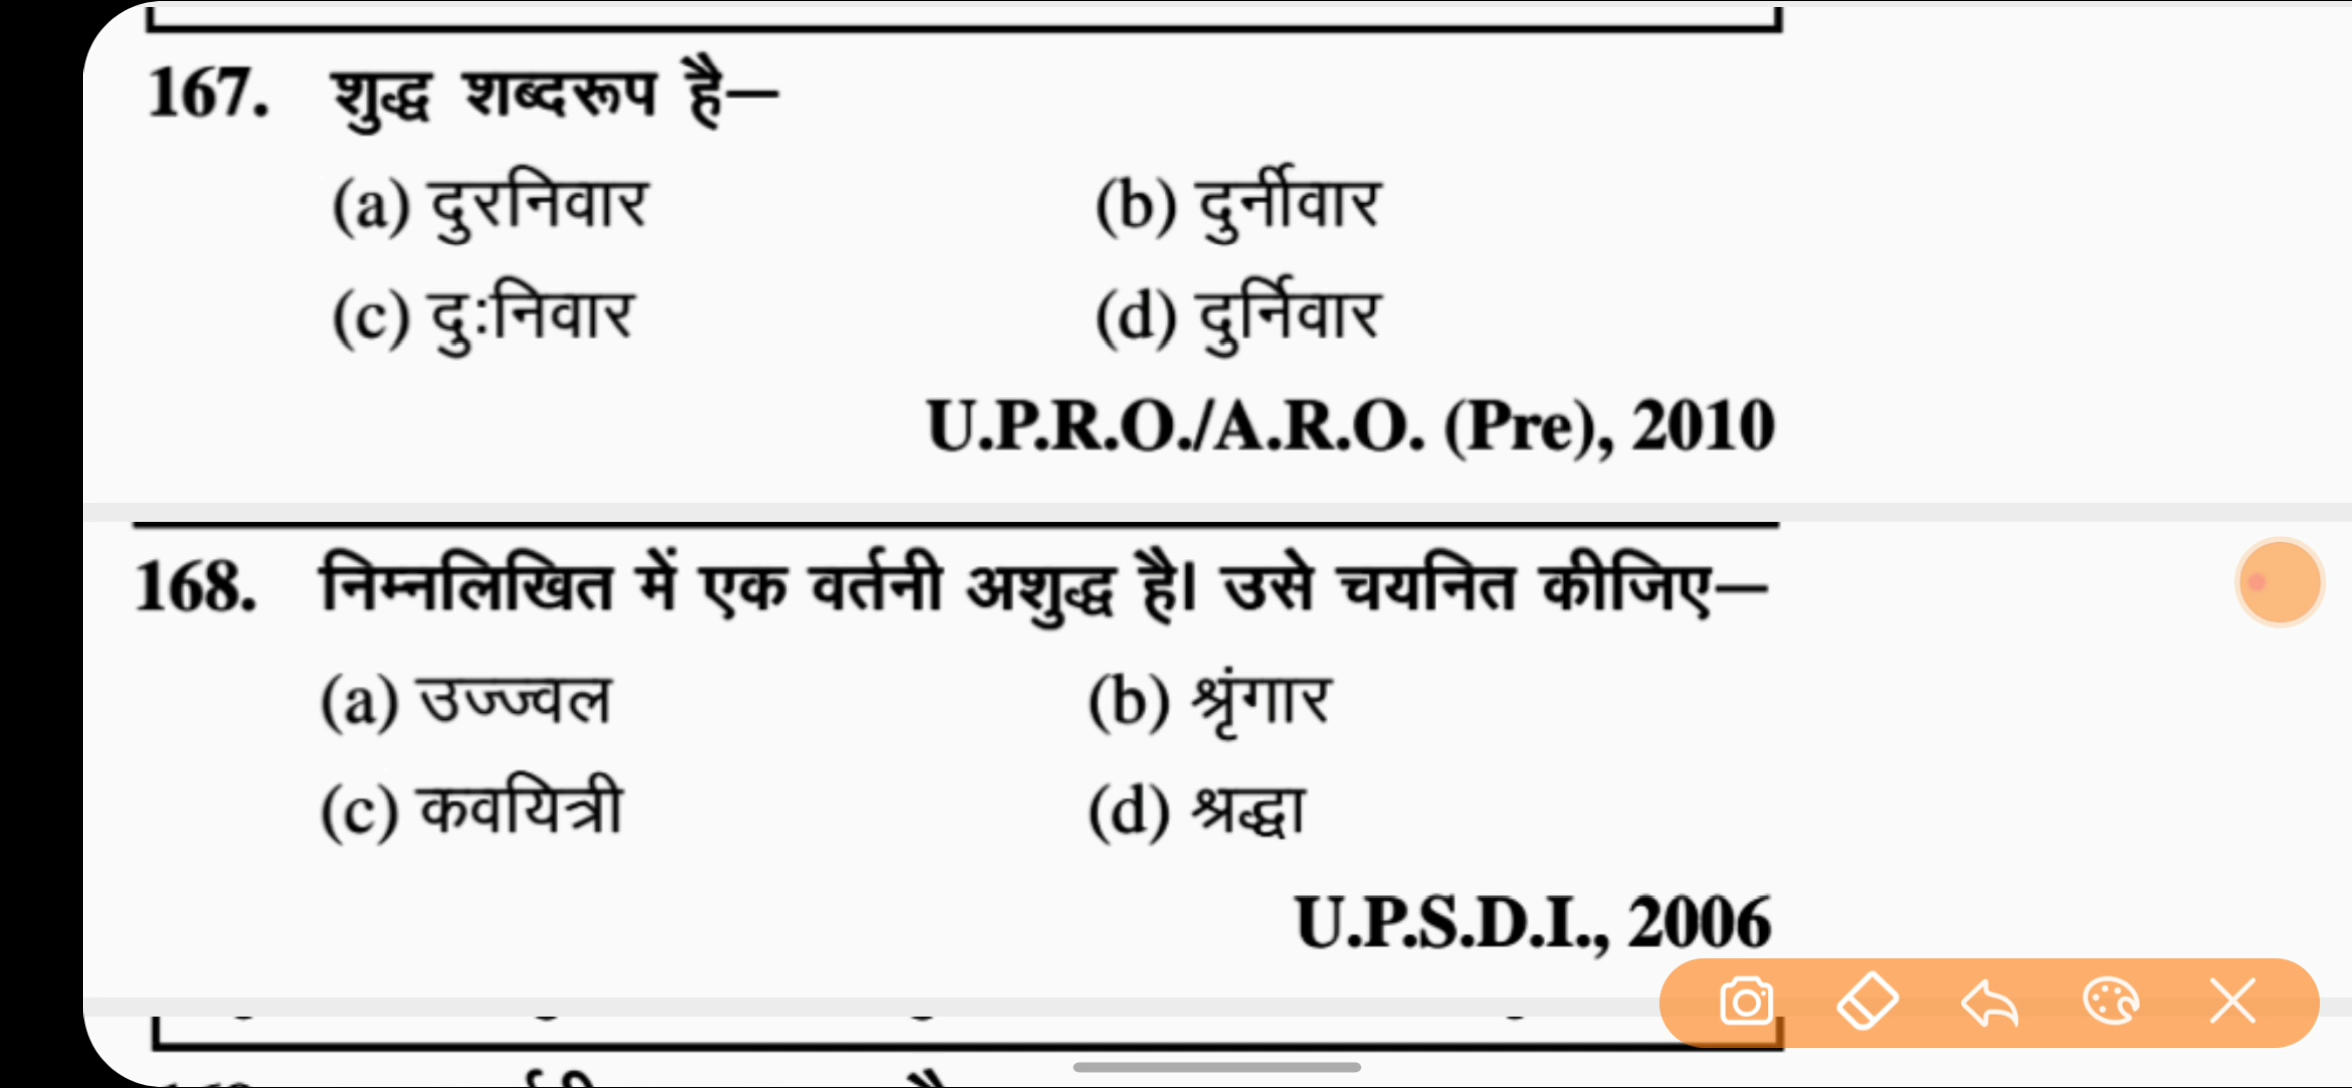 167. शुद्ध शब्दरूप है—
(a) दुरनिवार (b) दुर्नीवार
(c) दुःनिवार (d) दुर्निवार
U.P.R.O./A.R.O. (Pre), 2010
168. निम्नलिखित में एक वर्तनी अशुद्ध है। उसे चयनित कीजिए—
(a) उज्ज्वल (b) श्रृंगार
(c) कवयित्री (d) श्रद्धा
U.P.S.D.I., 2006